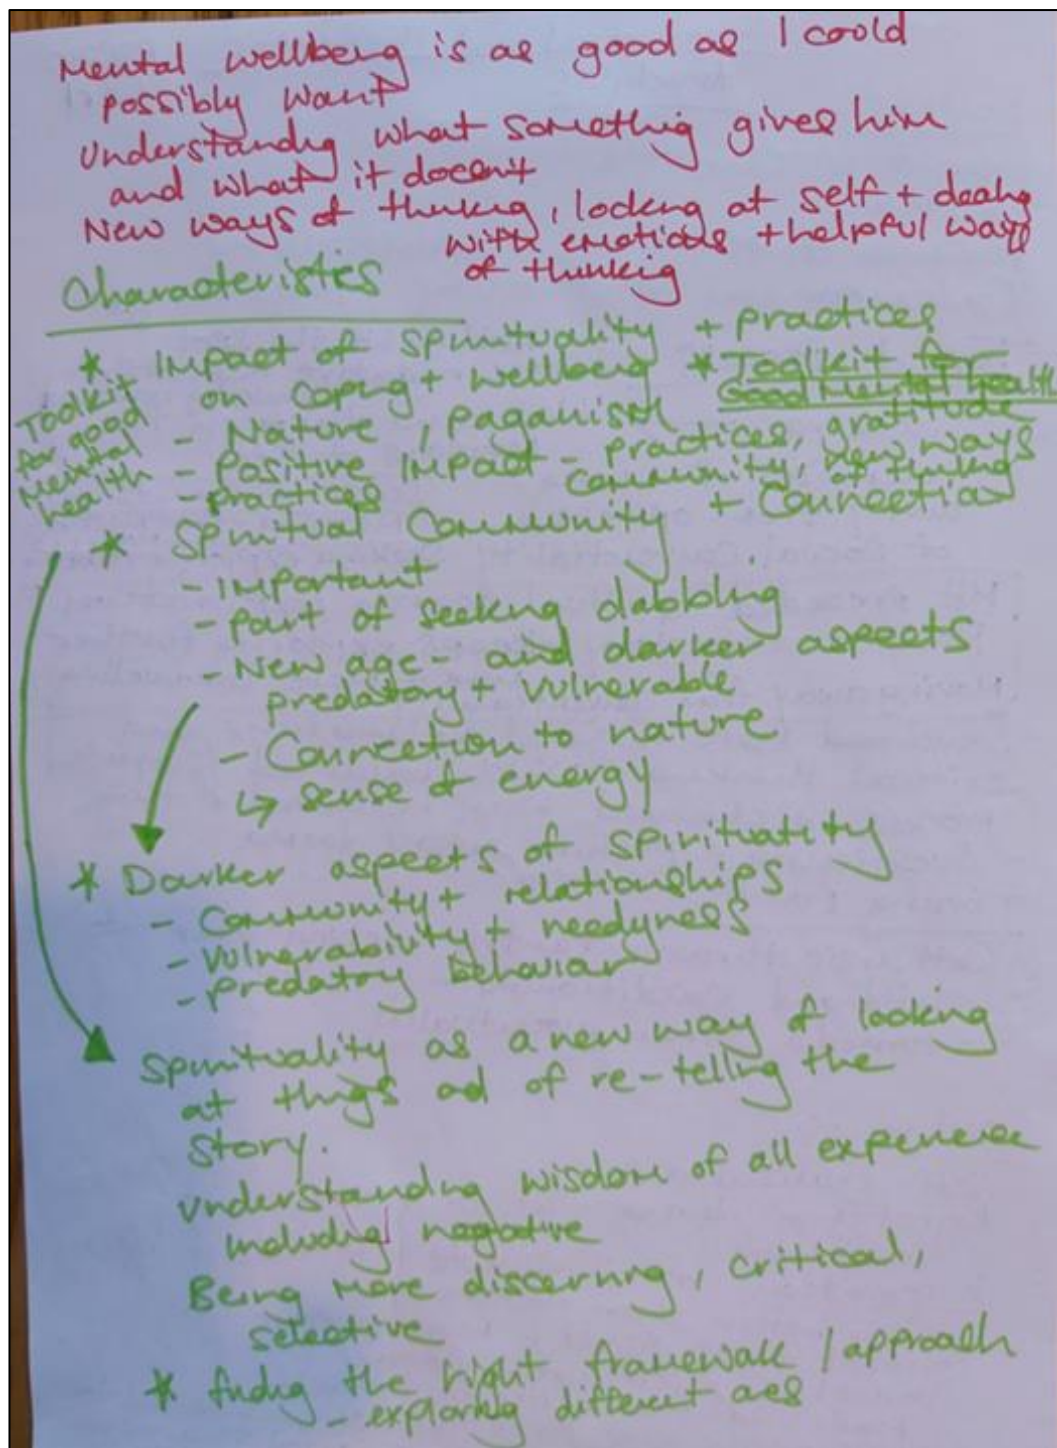 Mental wellbeing is as good as I could
possibly want
Understandig what something gives him
and what it doesn't
New ways of thinking, looking at self + dealing
with emotions + helpful ways
of thinking
Characteristics
* Impact of spirituality + practices
on coping + wellbeing * Toolkit for
Good Mental health
Toolkit
for good
Mental
health
- Nature, paganism
- Positive impact - practices, gratitude
community, new ways
of thinking
- practices
* Spiritual Community + Connection
- Important
- part of seeking dabbling
- New age - and darker aspects
predatory + vulnerable
- Connection to nature
↳ sense of energy
* Darker aspects of spirituality
- Community + relationships
- Vulnerability + needyness
- predatory behavior
Spirituality as a new way of looking
at things ad of re-telling the
story.
Understanding wisdom of all experience
including negative
Being more discerning, critical,
selective
* finding the right framework / approach
- exploring different